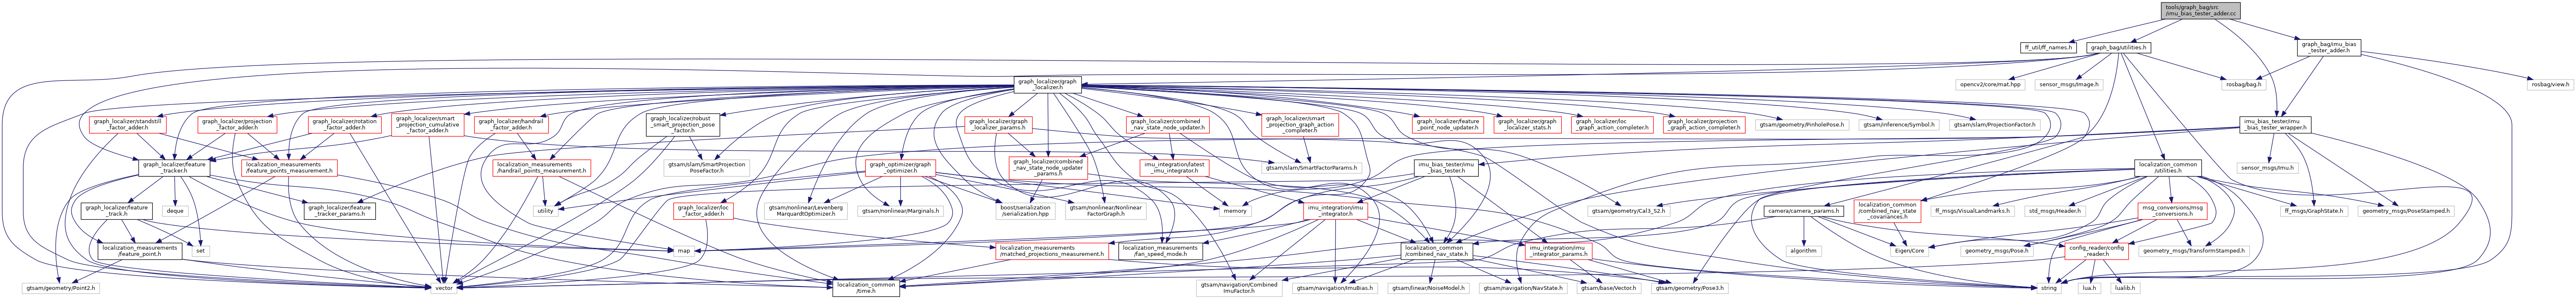 tools/graph_bag/src
/imu_bias_tester_adder.cc
ff_util/ff_names.h
graph_bag/utilities.h
graph_bag/imu_bias
_tester_adder.h
graph_localizer/graph
_localizer.h
opencv2/core/mat.hpp
sensor_msgs/Image.h
rosbag/bag.h
rosbag/view.h
graph_localizer/standstill
_factor_adder.h
graph_localizer/projection
_factor_adder.h
graph_localizer/rotation
_factor_adder.h
graph_localizer/smart
_projection_cumulative
_factor_adder.h
graph_localizer/handrail
_factor_adder.h
graph_localizer/robust
_smart_projection_pose
_factor.h
graph_localizer/graph
_localizer_params.h
graph_localizer/combined
_nav_state_node_updater.h
graph_localizer/smart
_projection_graph_action
_completer.h
graph_localizer/feature
_point_node_updater.h
graph_localizer/graph
_localizer_stats.h
graph_localizer/loc
_graph_action_completer.h
graph_localizer/projection
_graph_action_completer.h
gtsam/geometry/PinholePose.h
gtsam/inference/Symbol.h
gtsam/slam/ProjectionFactor.h
imu_bias_tester/imu
_bias_tester_wrapper.h
graph_localizer/feature
_tracker.h
localization_measurements
/feature_points_measurement.h
localization_measurements
/handrail_points_measurement.h
gtsam/slam/SmartProjection
PoseFactor.h
graph_optimizer/graph
_optimizer.h
graph_localizer/combined
_nav_state_node_updater
_params.h
imu_integration/latest
_imu_integrator.h
gtsam/slam/SmartFactorParams.h
imu_bias_tester/imu
_bias_tester.h
localization_common
/utilities.h
sensor_msgs/Imu.h
graph_localizer/feature
_track.h
deque
graph_localizer/feature
_tracker_params.h
utility
graph_localizer/loc
_factor_adder.h
gtsam/nonlinear/Levenberg
MarquardtOptimizer.h
gtsam/nonlinear/Marginals.h
boost/serialization
/serialization.hpp
gtsam/nonlinear/Nonlinear
FactorGraph.h
memory
imu_integration/imu
_integrator.h
gtsam/geometry/Cal3_S2.h
camera/camera_params.h
localization_common
/combined_nav_state
_covariances.h
ff_msgs/VisualLandmarks.h
std_msgs/Header.h
msg_conversions/msg
_conversions.h
ff_msgs/GraphState.h
geometry_msgs/PoseStamped.h
localization_measurements
/feature_point.h
set
map
localization_measurements
/matched_projections_measurement.h
localization_measurements
/fan_speed_mode.h
localization_common
/combined_nav_state.h
imu_integration/imu
_integrator_params.h
algorithm
Eigen/Core
geometry_msgs/Pose.h
config_reader/config
_reader.h
geometry_msgs/TransformStamped.h
gtsam/geometry/Point2.h
vector
localization_common
/time.h
gtsam/navigation/Combined
ImuFactor.h
gtsam/navigation/ImuBias.h
gtsam/linear/NoiseModel.h
gtsam/navigation/NavState.h
gtsam/base/Vector.h
gtsam/geometry/Pose3.h
string
lua.h
lualib.h